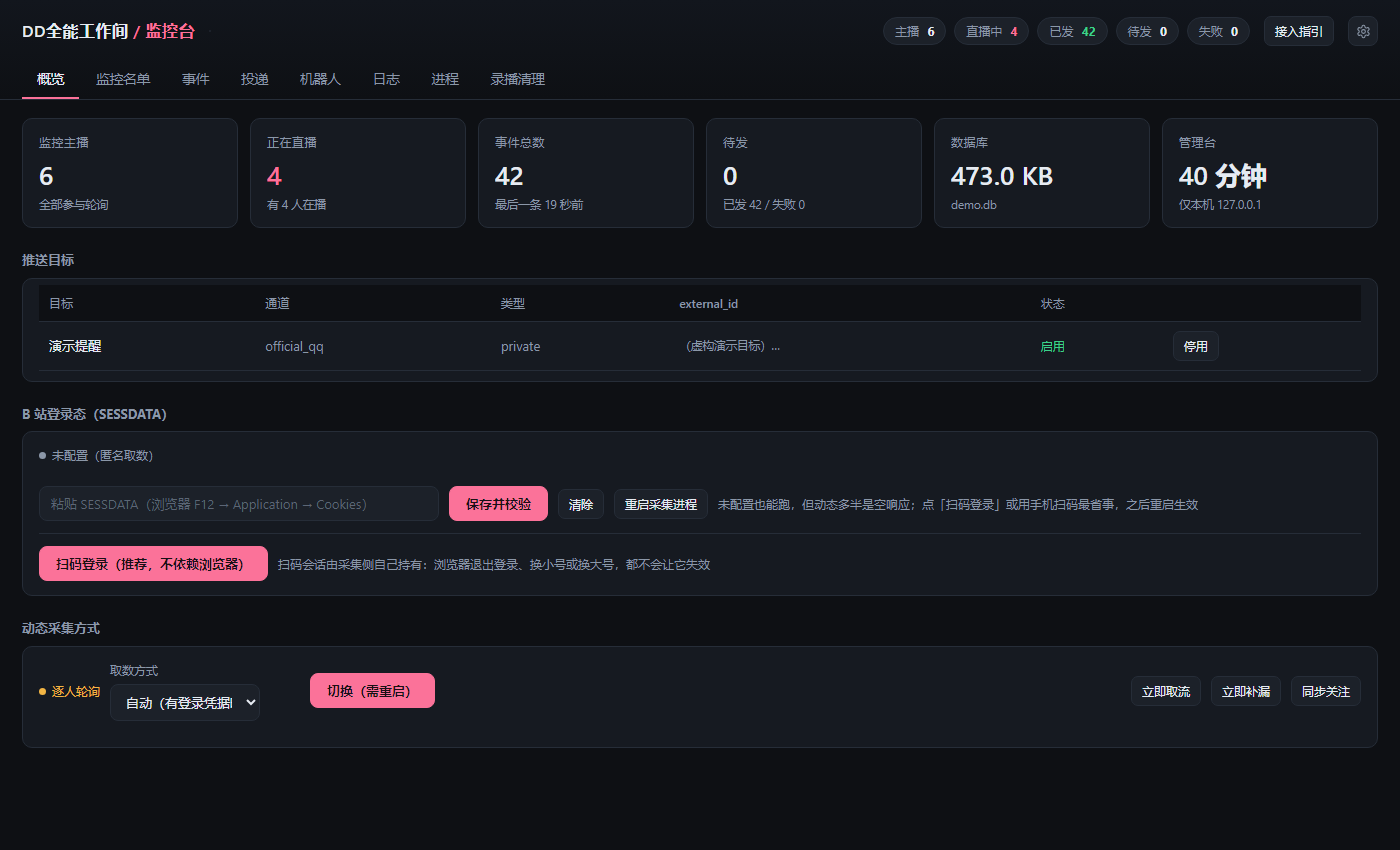 DD全能工作间 / 监控台
主播 6 直播中 4 已发 42 待发 0 失败 0 接入指引
概览 监控名单 事件 投递 机器人 日志 进程 录播清理
监控主播 正在直播 事件总数 待发 数据库 管理台
6 4 42 0 473.0 KB 40 分钟
全部参与轮询 有 4 人在播 最后一条 19 秒前 已发 42 / 失败 0 demo.db 仅本机 127.0.0.1
推送目标
目标 通道 类型 external_id 状态
演示提醒 official_qq private （虚构演示目标）... 启用 停用
B 站登录态（SESSDATA）
未配置（匿名取数）
粘贴 SESSDATA（浏览器 F12 → Application → Cookies） 保存并校验 清除 重启采集进程 未配置也能跑，但动态多半是空响应；点「扫码登录」或用手机扫码最省事，之后重启生效
扫码登录（推荐，不依赖浏览器） 扫码会话由采集侧自己持有：浏览器退出登录、换小号或换大号，都不会让它失效
动态采集方式
取数方式
逐人轮询 自动（有登录凭据 切换（需重启） 立即取流 立即补漏 同步关注